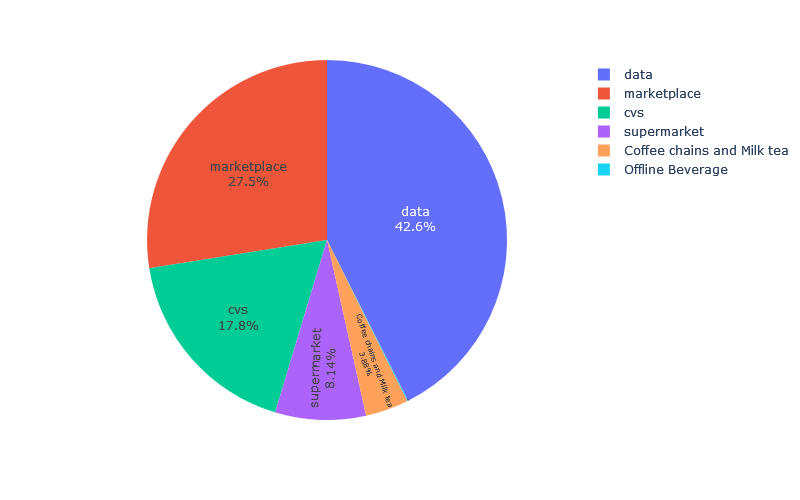 marketplace
27.5%
data
42.6%
cvs
17.8%
supermarket
8.14%
Coffee chains and Milk tea
3.88%
data
marketplace
cvs
supermarket
Coffee chains and Milk tea
Offline Beverage